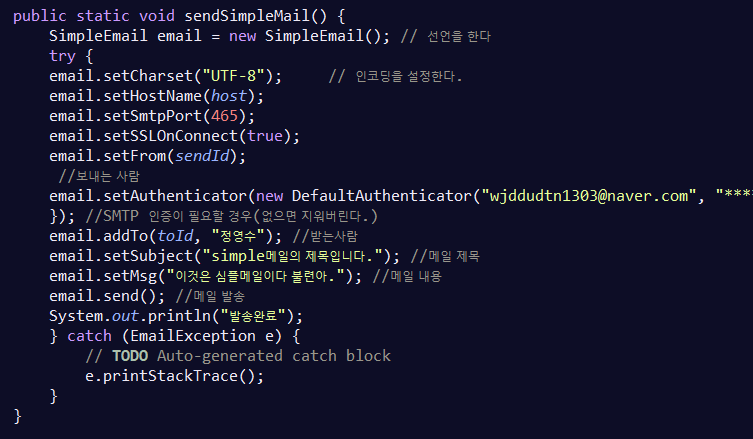 public static void sendSimpleMail() {
SimpleEmail email = new SimpleEmail(); // 선언을 한다
try {
email.setCharset("UTF-8"); // 인코딩을 설정한다.
email.setHostName(host);
email.setSmtpPort(465);
email.setSSLOnConnect(true);
email.setFrom(sendId);
//보내는 사람
email.setAuthenticator(new DefaultAuthenticator("wjddudtn1303@naver.com", "****
}); //SMTP 인증이 필요할 경우(없으면 지워버린다.)
email.addTo(toId, "정영수"); //받는사람
email.setSubject("simple메일의 제목입니다."); //메일 제목
email.setMsg("이것은 심플메일이다 불편아."); //메일 내용
email.send(); //메일 발송
System.out.println("발송완료");
} catch (EmailException e) {
// TODO Auto-generated catch block
e.printStackTrace();
}
}